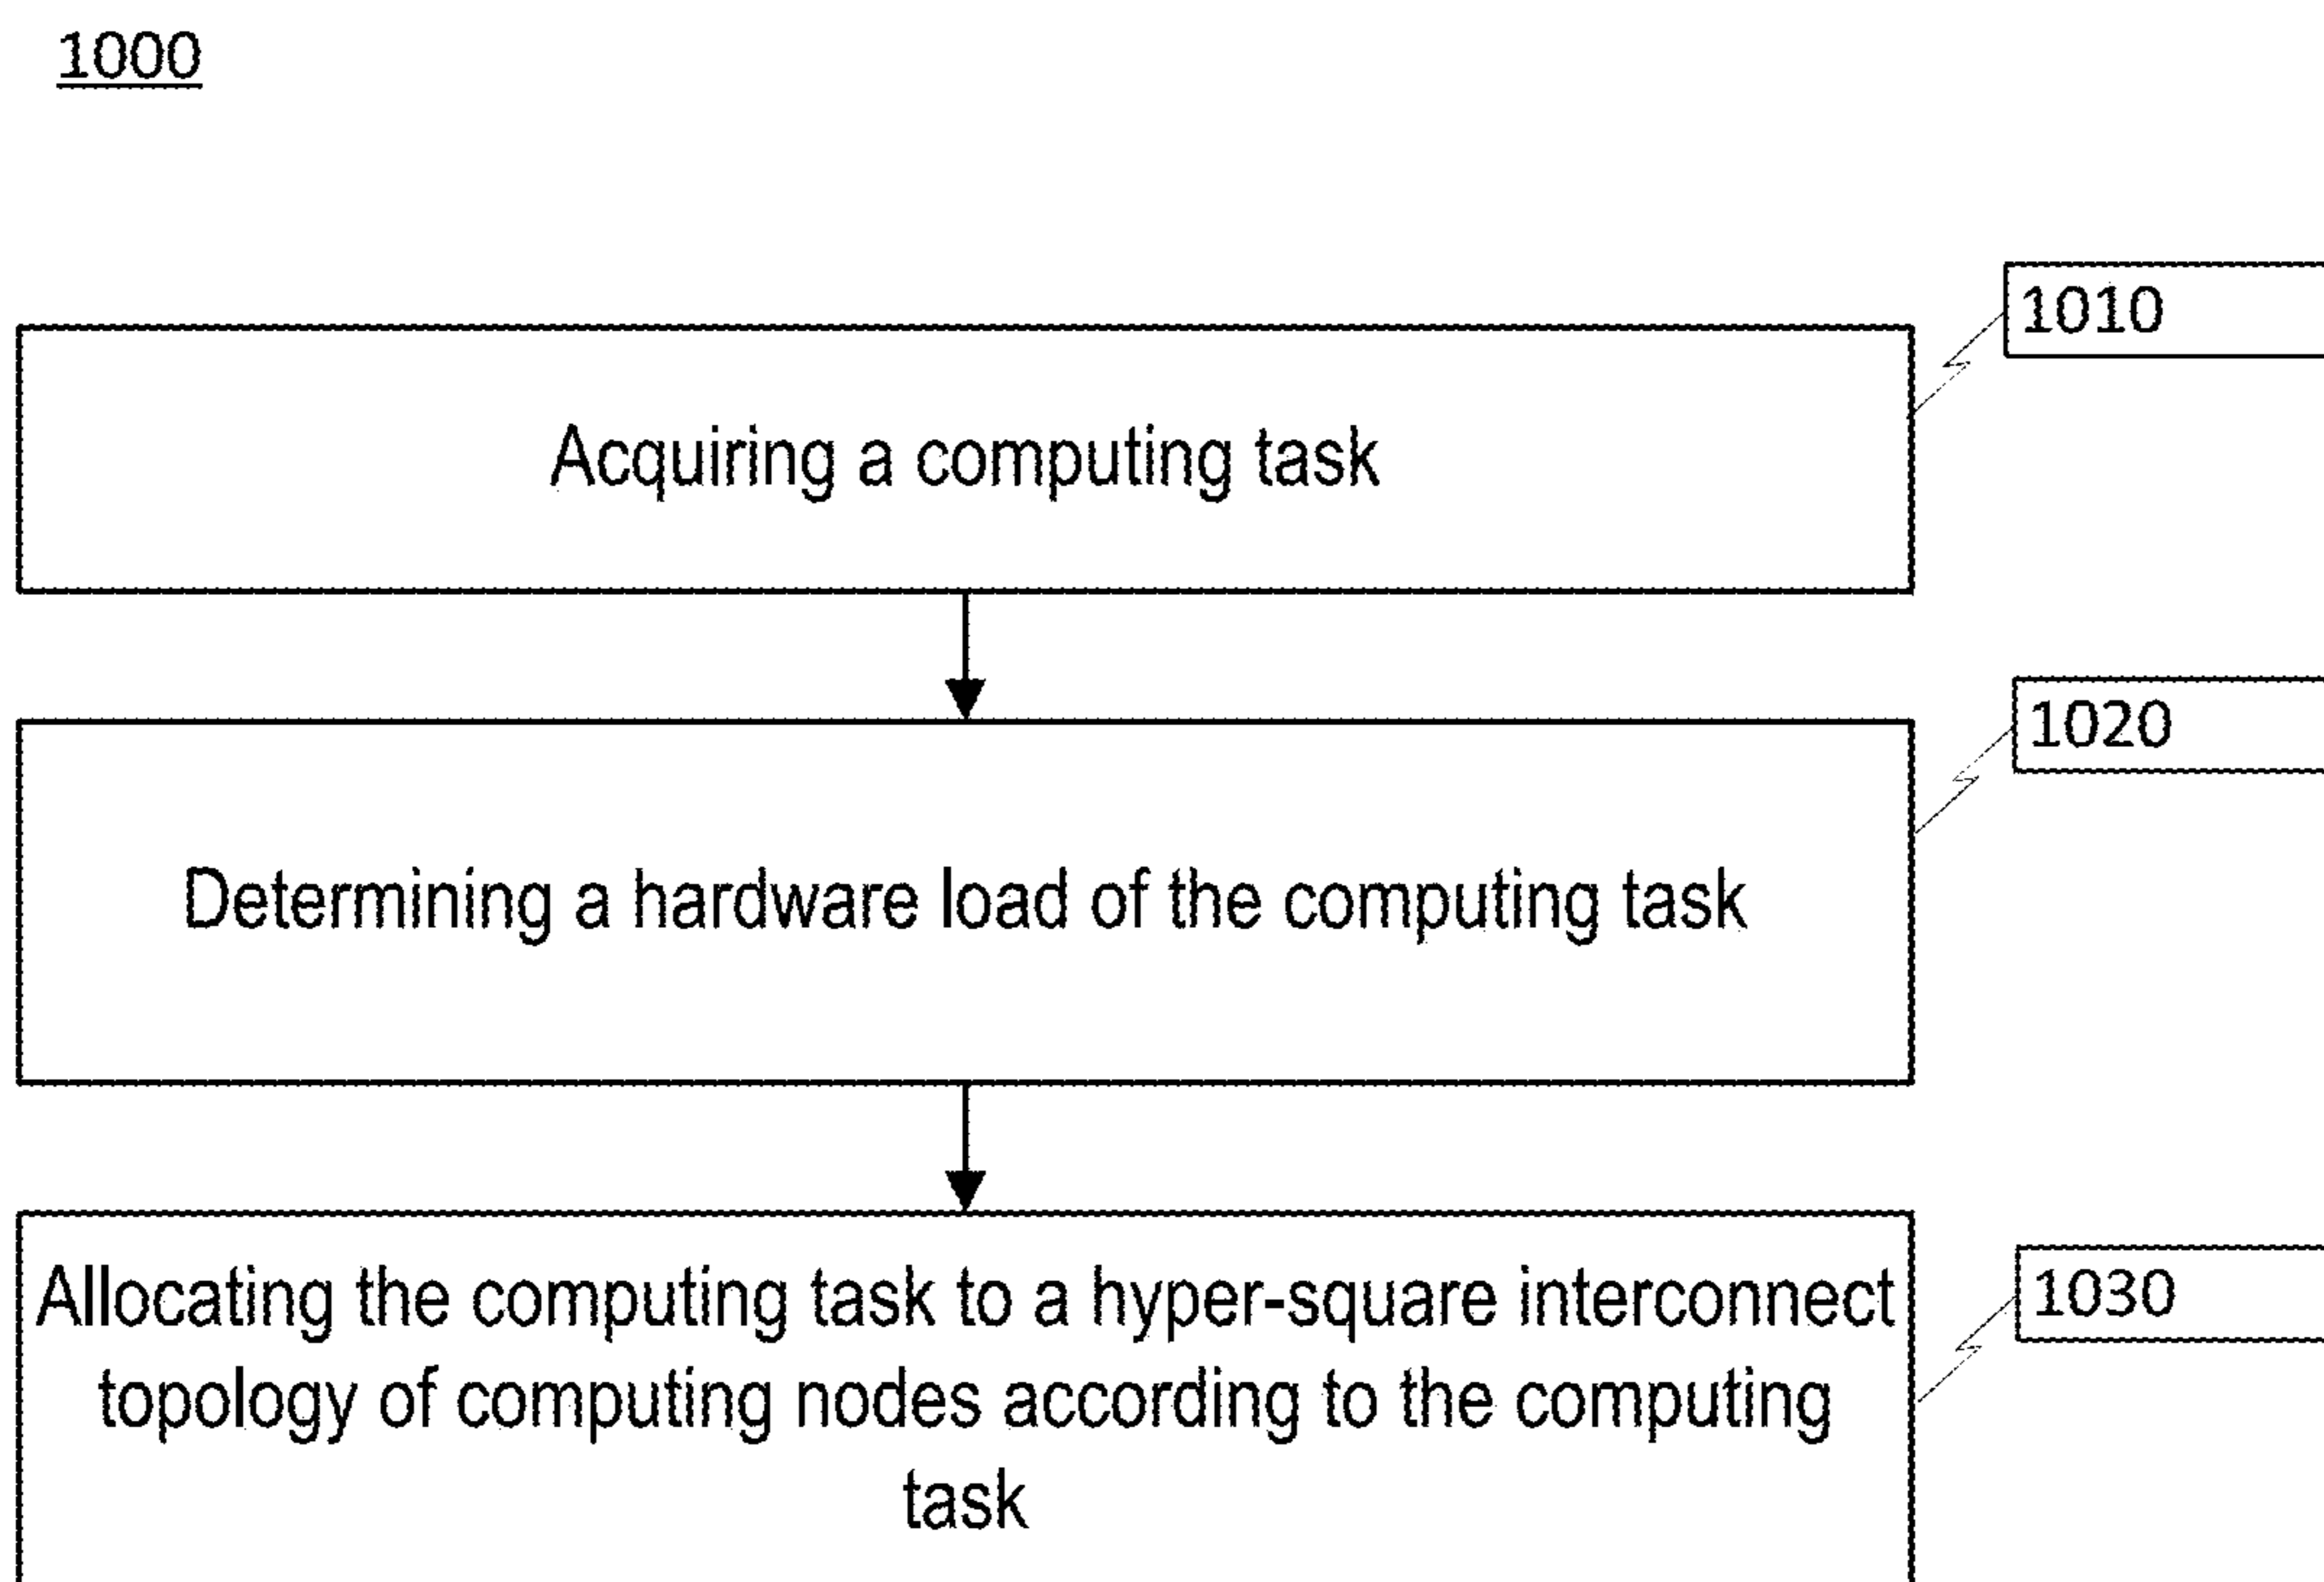 1000
1010
Acquiring a computing task
1020
Determining a hardware load of the computing task
1030
Allocating the computing task to a hyper-square interconnect
topology of computing nodes according to the computing
task